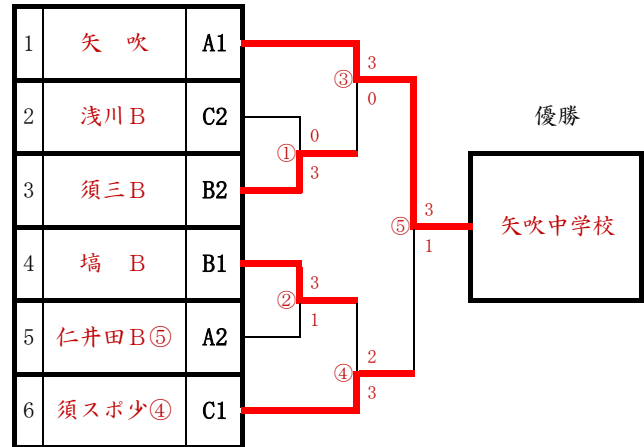 1 矢 吹 A1
2 浅川B C2
3 須三B B2
4 塙 B B1
5 仁井田B⑤ A2
6 須スポ少④ C1
① 0 3
② 3 1
③ 3 0
④ 2 3
⑤ 3 1
優勝
矢吹中学校